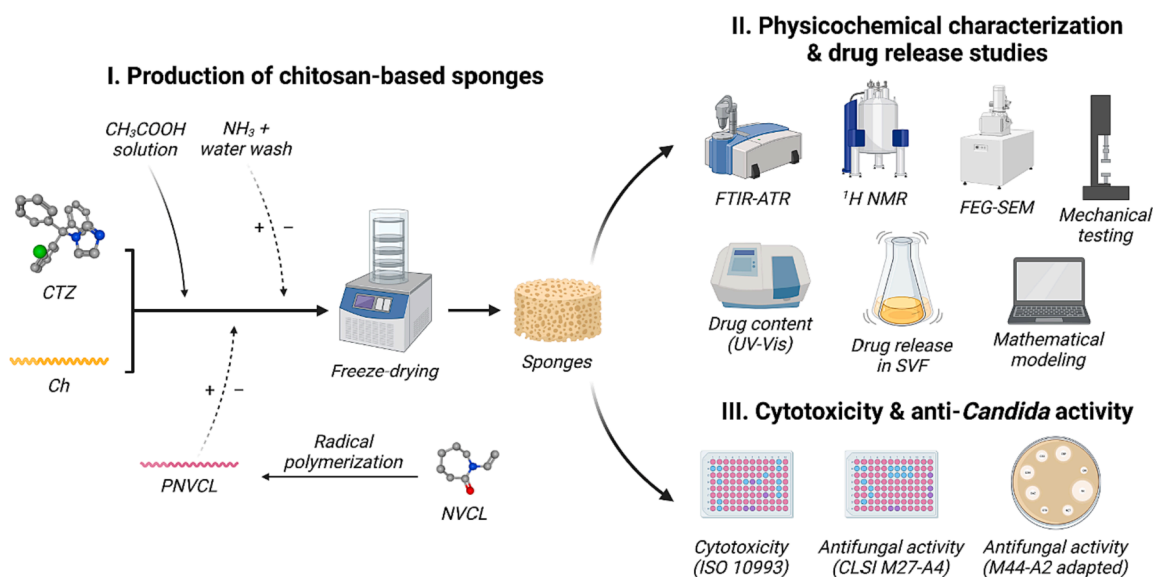 I. Production of chitosan-based sponges
CH₃COOH
solution
NH₃ +
water wash
+ −
CTZ
Ch
+ −
Freeze-drying
Sponges
PNVCL
Radical
polymerization
NVCL
II. Physicochemical characterization
& drug release studies
FTIR-ATR
¹H NMR
FEG-SEM
Mechanical
testing
Drug content
(UV-Vis)
Drug release
in SVF
Mathematical
modeling
III. Cytotoxicity & anti-Candida activity
Cytotoxicity
(ISO 10993)
Antifungal activity
(CLSI M27-A4)
Antifungal activity
(M44-A2 adapted)